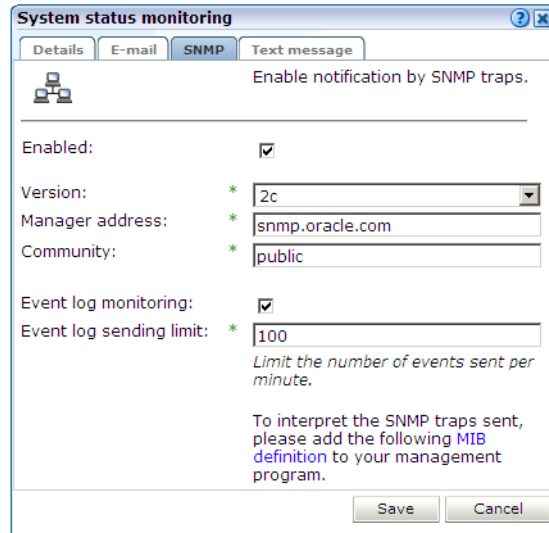 System status monitoring
Details E-mail SNMP Text message
Enable notification by SNMP traps.
Enabled:
Version: * 2c
Manager address: * snmp.oracle.com
Community: * public
Event log monitoring:
Event log sending limit: * 100
Limit the number of events sent per
minute.
To interpret the SNMP traps sent,
please add the following MIB
definition to your management
program.
Save Cancel